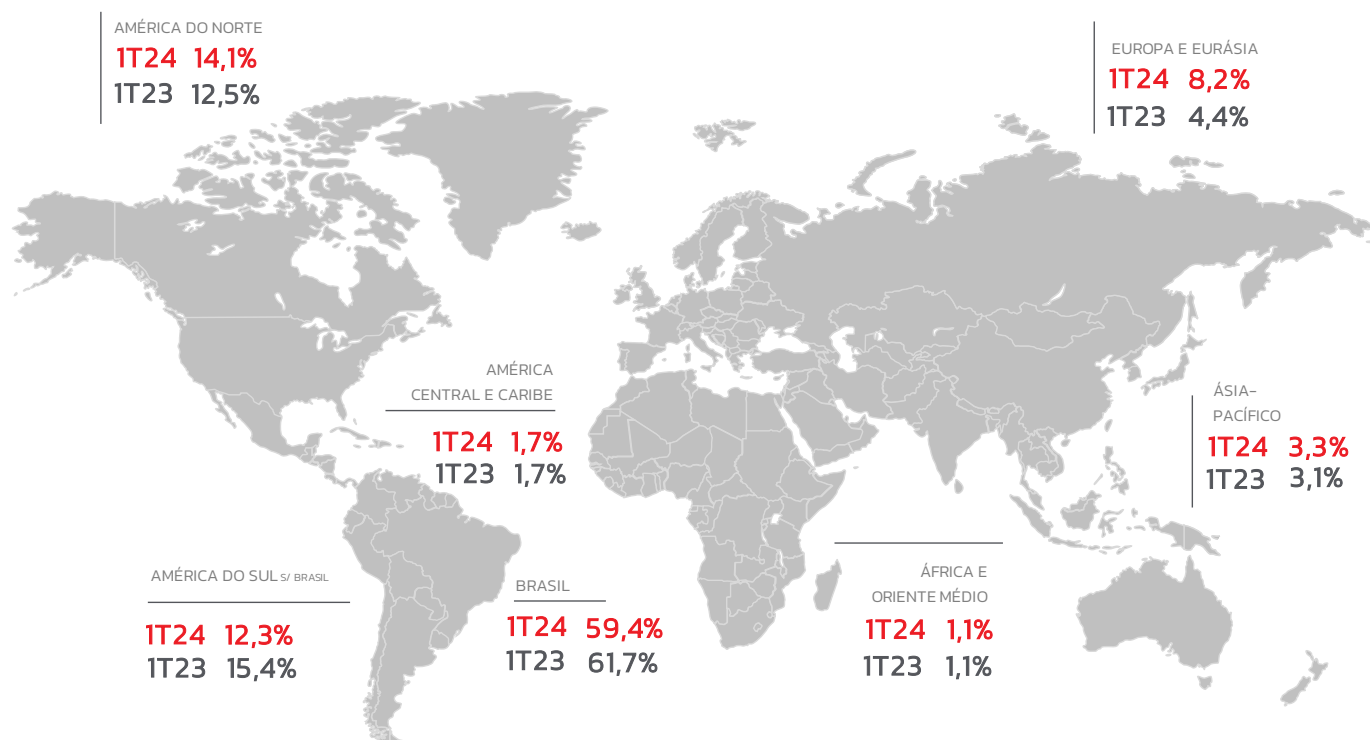 AMÉRICA DO NORTE
1T24 14,1%
1T23 12,5%
EUROPA E EURÁSIA
1T24 8,2%
1T23 4,4%
AMÉRICA
CENTRAL E CARIBE
1T24 1,7%
1T23 1,7%
ÁSIA-
PACÍFICO
1T24 3,3%
1T23 3,1%
AMÉRICA DO SUL S/ BRASIL
1T24 12,3%
1T23 15,4%
BRASIL
1T24 59,4%
1T23 61,7%
ÁFRICA E
ORIENTE MÉDIO
1T24 1,1%
1T23 1,1%